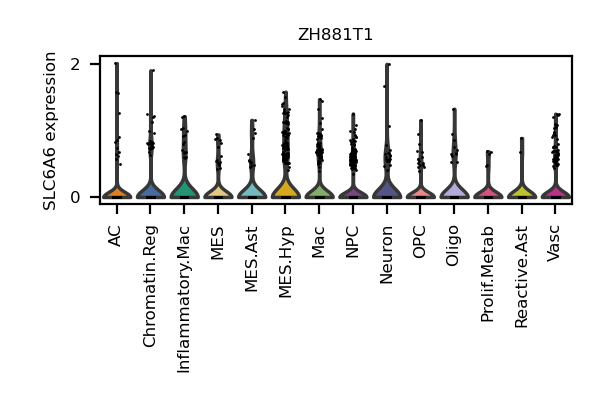 ZH881T1
SLC6A6 expression
2
0
AC
Chromatin.Reg
Inflammatory.Mac
MES
MES.Ast
MES.Hyp
Mac
NPC
Neuron
OPC
Oligo
Prolif.Metab
Reactive.Ast
Vasc